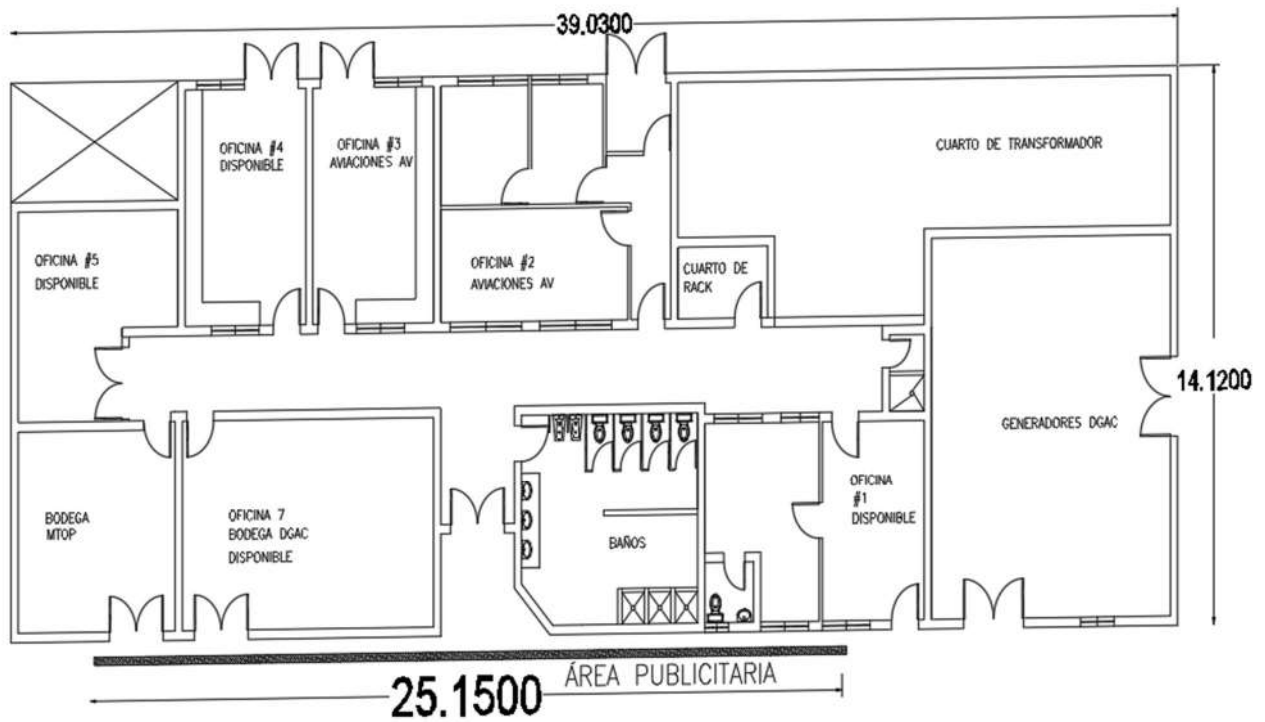 39.0300
OFICINA #4
DISPONIBLE
OFICINA #3
AVIACIONES AV
CUARTO DE TRANSFORMADOR
OFICINA #5
DISPONIBLE
OFICINA #2
AVIACIONES AV
CUARTO DE
RACK
14.1200
GENERADORES DGAC
BODEGA
MTOP
OFICINA 7
BODEGA DGAC
DISPONIBLE
BAÑOS
OFICINA
#1
DISPONIBLE
ÁREA PUBLICITARIA
25.1500